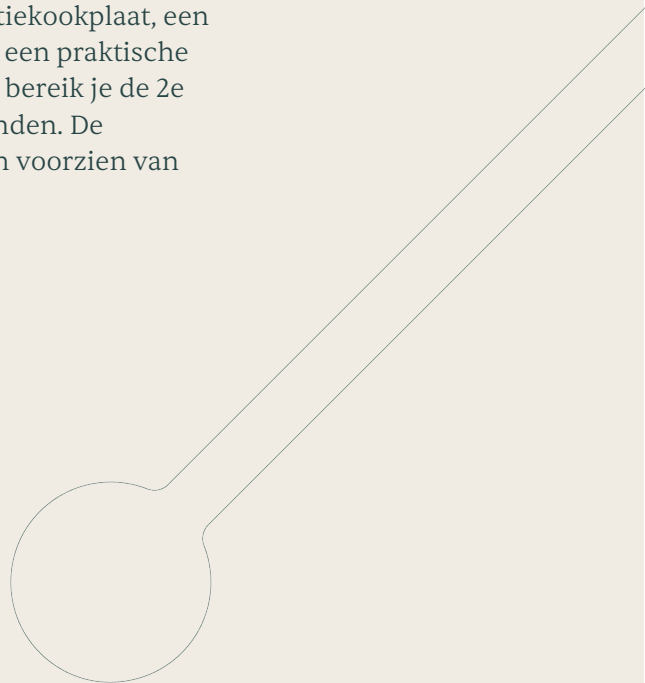 tiekookplaat, een
een praktische
bereik je de 2e
nden. De
n voorzien van